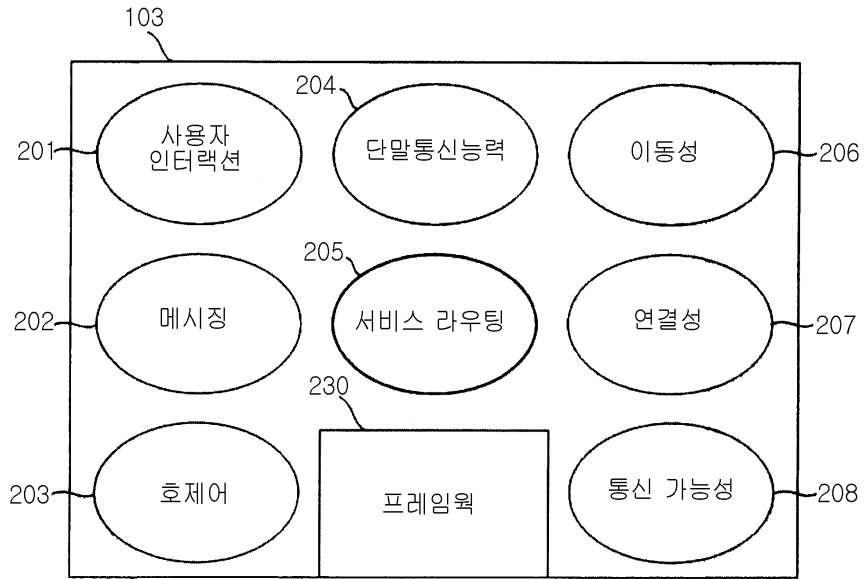 103
204
201
사용자
인터랙션
단말통신능력
이동성
206
205
202
메시징
서비스 라우팅
연결성
207
230
203
호제어
프레임웍
통신 가능성
208